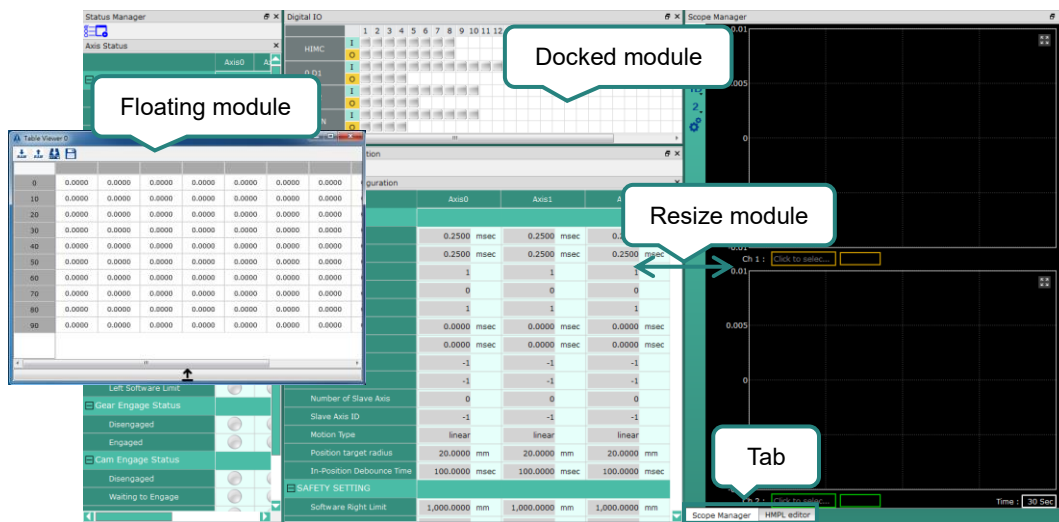 Status Manager
Axis Status
Axis0
Digital IO
1 2 3 4 5 6 7 8 9 10 11 12
HIMC
I
O
I
O
I
O
I
O
Docked module
Floating module
Table Viewer 0
0 0.0000 0.0000 0.0000 0.0000 0.0000 0.0000 0.0000
10 0.0000 0.0000 0.0000 0.0000 0.0000 0.0000 0.0000
20 0.0000 0.0000 0.0000 0.0000 0.0000 0.0000 0.0000
30 0.0000 0.0000 0.0000 0.0000 0.0000 0.0000 0.0000
40 0.0000 0.0000 0.0000 0.0000 0.0000 0.0000 0.0000
50 0.0000 0.0000 0.0000 0.0000 0.0000 0.0000 0.0000
60 0.0000 0.0000 0.0000 0.0000 0.0000 0.0000 0.0000
70 0.0000 0.0000 0.0000 0.0000 0.0000 0.0000 0.0000
80 0.0000 0.0000 0.0000 0.0000 0.0000 0.0000 0.0000
90 0.0000 0.0000 0.0000 0.0000 0.0000 0.0000 0.0000
Left Software Limit
Gear Engage Status
Disengaged
Engaged
Cam Engage Status
Disengaged
Waiting to Engage
Axis0 Axis1
0.2500 msec 0.2500 msec
0.2500 msec 0.2500 msec 0.2500 msec
1 1 1
0 0 0
1 1 1
0.0000 msec 0.0000 msec 0.0000 msec
0.0000 msec 0.0000 msec 0.0000 msec
-1 -1 -1
-1 -1 -1
Number of Slave Axis 0 0 0
Slave Axis ID -1 -1 -1
Motion Type linear linear linear
Position target radius 20.0000 mm 20.0000 mm 20.0000 mm
In-Position Debounce Time 100.0000 msec 100.0000 msec 100.0000 msec
SAFETY SETTING
Software Right Limit 1,000.0000 mm 1,000.0000 mm 1,000.0000 mm
Resize module
Scope Manager
0.01
0
Ch 1 : Click to selec...
0.01
0.005
0
Tab
Ch 2 : Click to selec...
Time : 30 Sec
Scope Manager HMPL editor